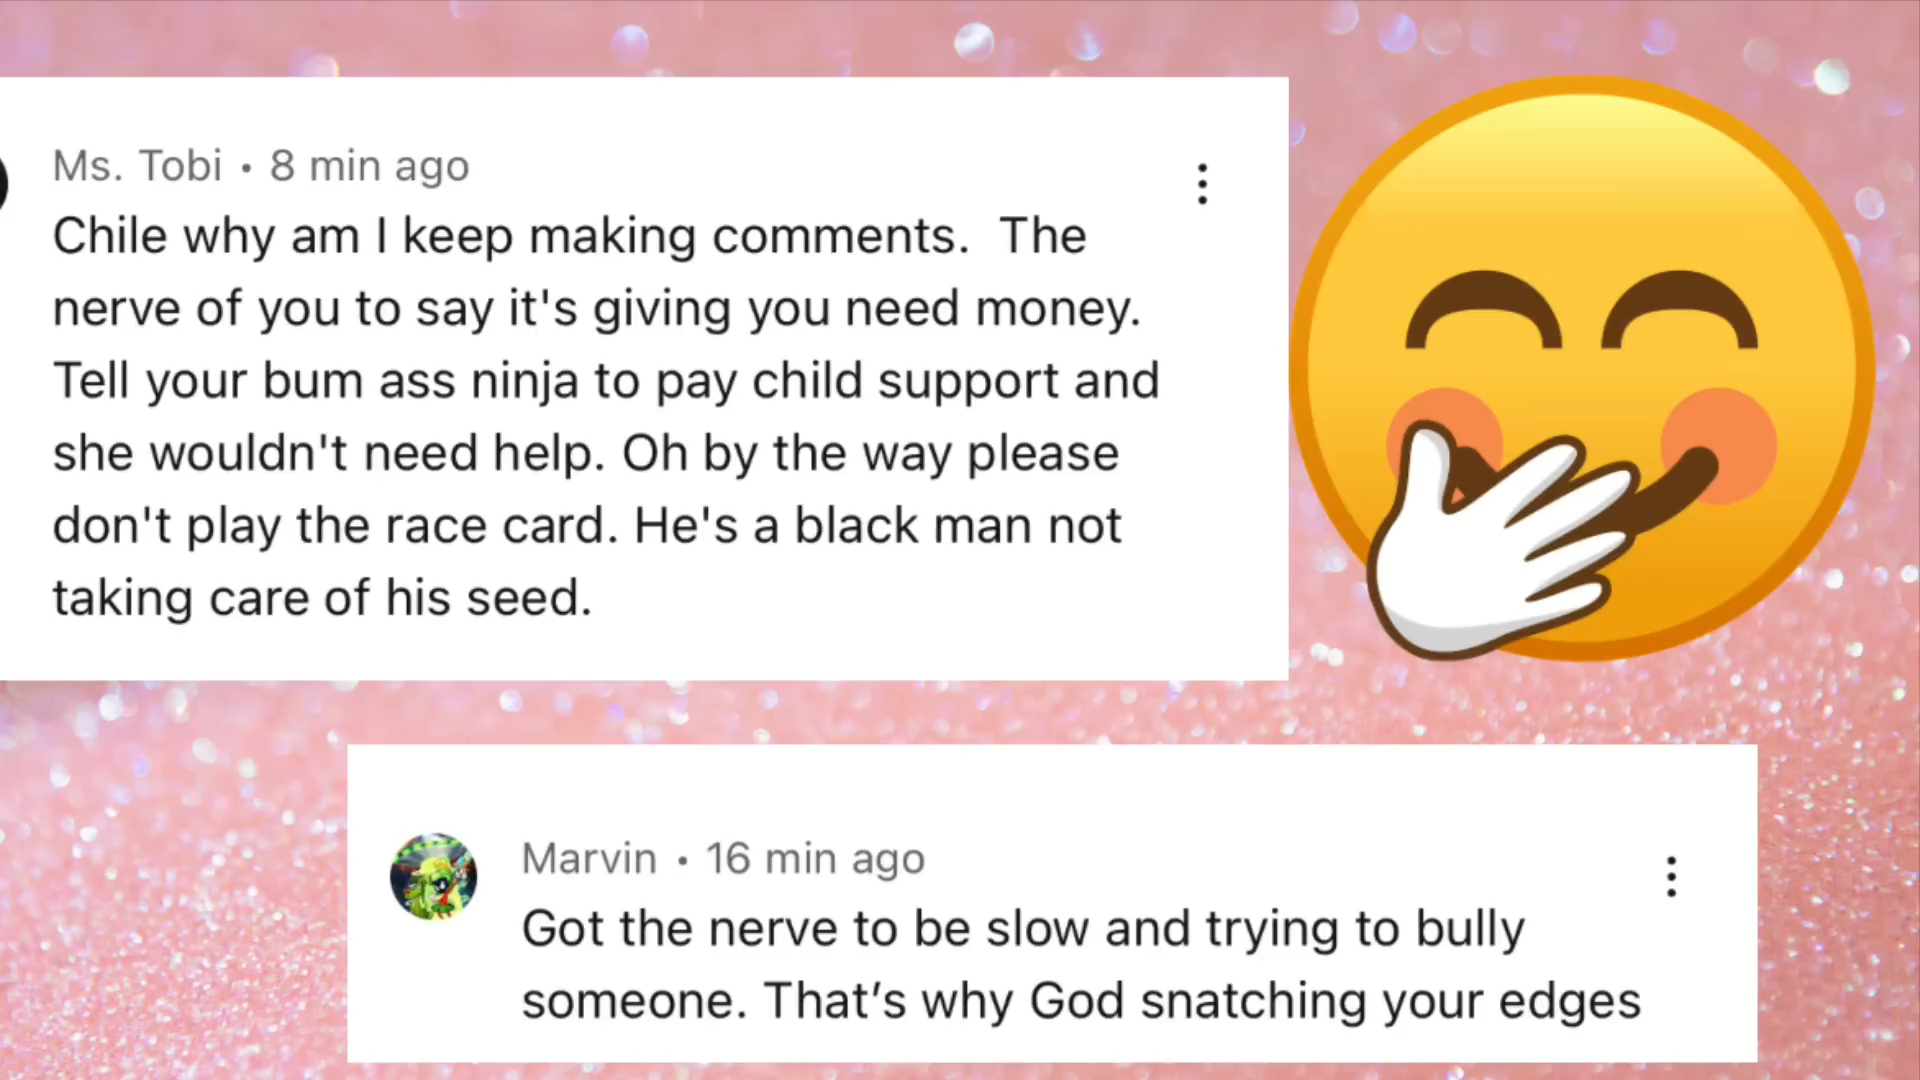 Ms. Tobi • 8 min ago
Chile why am I keep making comments.  The
nerve of you to say it's giving you need money.
Tell your bum ass ninja to pay child support and
she wouldn't need help. Oh by the way please
don't play the race card. He's a black man not
taking care of his seed.
Marvin • 16 min ago
Got the nerve to be slow and trying to bully
someone. That’s why God snatching your edges